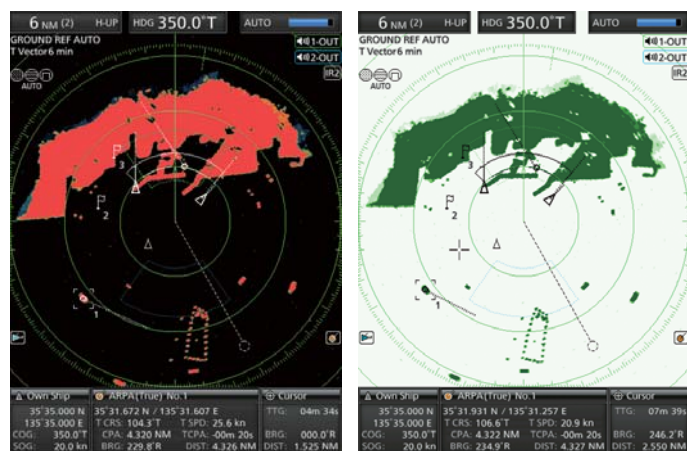 6 NM (2) H-UP HDG 350.0°T AUTO
GROUND REF AUTO
T Vector 6 min
1-OUT
2-OUT
IR2
AUTO
3
2
1
Own Ship
35°35.000 N
135°35.000 E
COG: 350.0°T
SOG: 20.0 kn
ARPA(True) No.1
35°31.672 N / 135°31.607 E
T CRS: 104.3°T T SPD: 25.6 kn
CPA: 4.320 NM TCPA: -00m 20s
BRG: 229.8°R DIST: 4.326 NM
Cursor
TTG: 04m 34s
BRG: 000.0°R
DIST: 1.525 NM
6 NM (2) H-UP HDG 350.0°T AUTO
GROUND REF AUTO
T Vector 6 min
1-OUT
2-OUT
IR2
AUTO
3
2
1
Own Ship
35°35.000 N
135°35.000 E
COG: 350.0°T
SOG: 20.0 kn
ARPA(True) No.1
35°31.931 N / 135°31.257 E
T CRS: 106.6°T T SPD: 20.9 kn
CPA: 4.322 NM TCPA: -00m 20s
BRG: 234.9°R DIST: 4.327 NM
Cursor
TTG: 07m 39s
BRG: 246.2°R
DIST: 2.550 NM